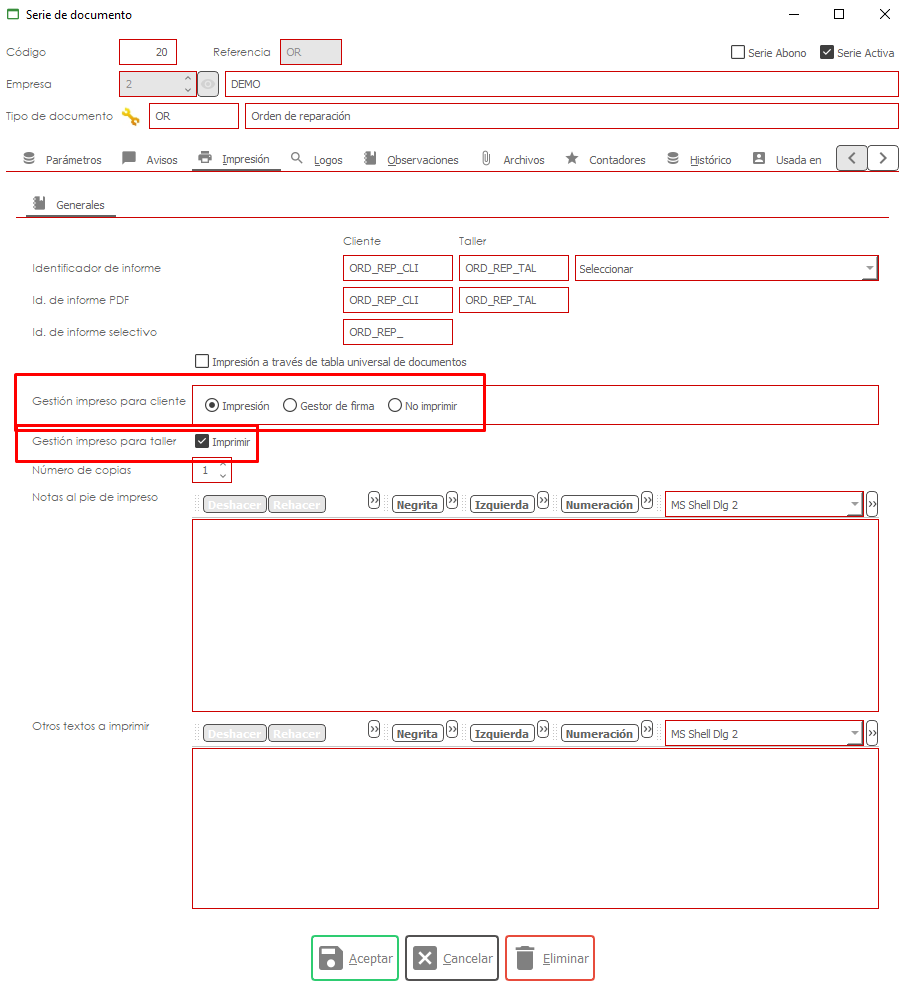 Serie de documento
Código 20 Referencia OR Serie Abono Serie Activa
Empresa 2 DEMO
Tipo de documento OR Orden de reparación
Parámetros Avisos Impresión Logos Observaciones Archivos Contadores Histórico Usada en
Generales
Cliente Taller
Identificador de informe ORD_REP_CLI ORD_REP_TAL Seleccionar
Id. de informe PDF ORD_REP_CLI ORD_REP_TAL
Id. de informe selectivo ORD_REP_
Impresión a través de tabla universal de documentos
Gestión impreso para cliente Impresión Gestor de firma No imprimir
Gestión impreso para taller Imprimir
Número de copias 1
Notas al pie de impreso Deshacer Rehacer » Negrita » Izquierda » Numeración » MS Shell Dlg 2 »
Otros textos a imprimir Deshacer Rehacer » Negrita » Izquierda » Numeración » MS Shell Dlg 2 »
Aceptar Cancelar Eliminar